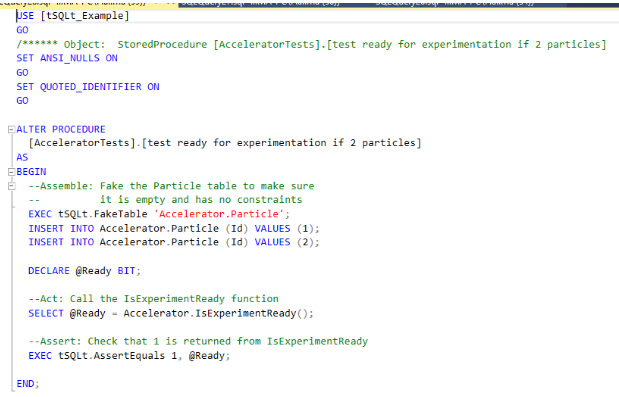 USE [tSQLt_Example]
GO
/****** Object:  StoredProcedure [AcceleratorTests].[test ready for experimentation if 2 particles]
SET ANSI_NULLS ON
GO
SET QUOTED_IDENTIFIER ON
GO
ALTER PROCEDURE
[AcceleratorTests].[test ready for experimentation if 2 particles]
AS
BEGIN
--Assemble: Fake the Particle table to make sure
--          it is empty and has no constraints
EXEC tSQLt.FakeTable 'Accelerator.Particle';
INSERT INTO Accelerator.Particle (Id) VALUES (1);
INSERT INTO Accelerator.Particle (Id) VALUES (2);
DECLARE @Ready BIT;
--Act: Call the IsExperimentReady function
SELECT @Ready = Accelerator.IsExperimentReady();
--Assert: Check that 1 is returned from IsExperimentReady
EXEC tSQLt.AssertEquals 1, @Ready;
END;